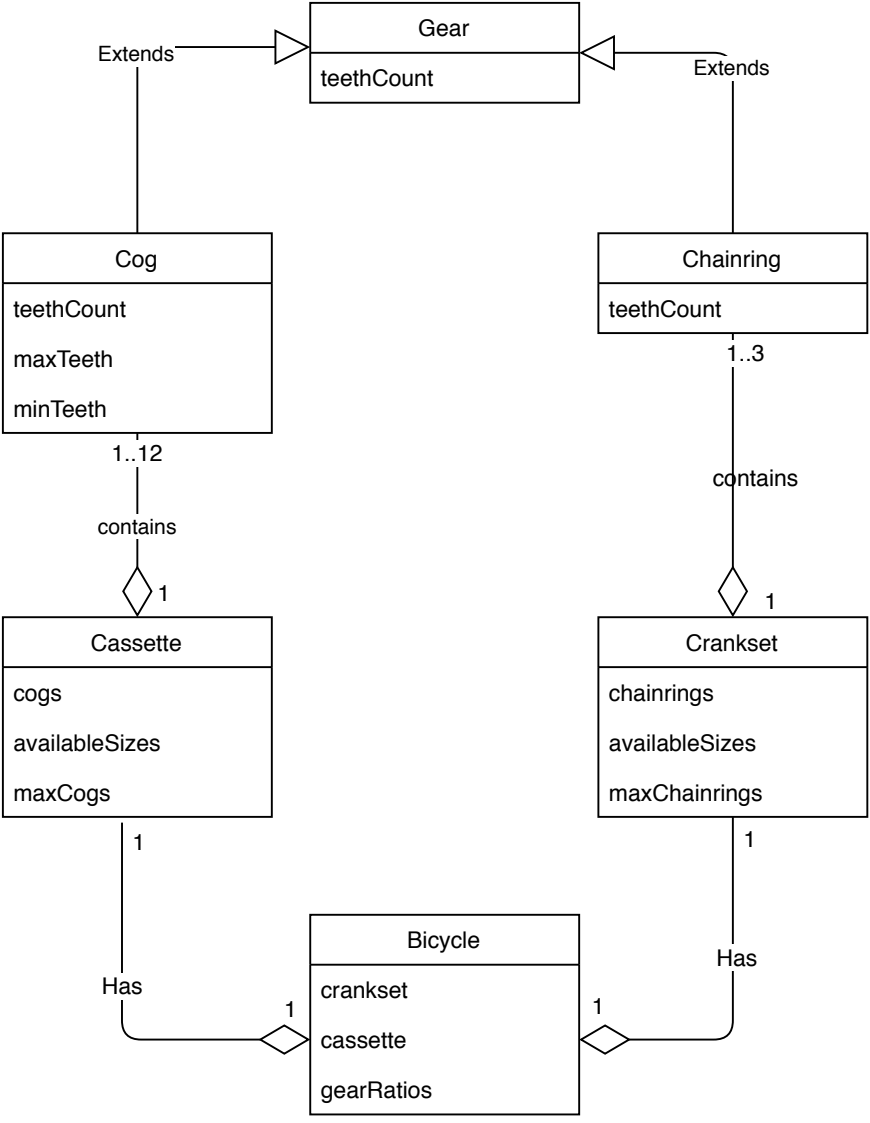 Gear
teethCount
Extends
Extends
Cog
teethCount
maxTeeth
minTeeth
Chainring
teethCount
1..12
1..3
contains
contains
1
1
Cassette
cogs
availableSizes
maxCogs
Crankset
chainrings
availableSizes
maxChainrings
1
1
Has
Has
1
1
Bicycle
crankset
cassette
gearRatios